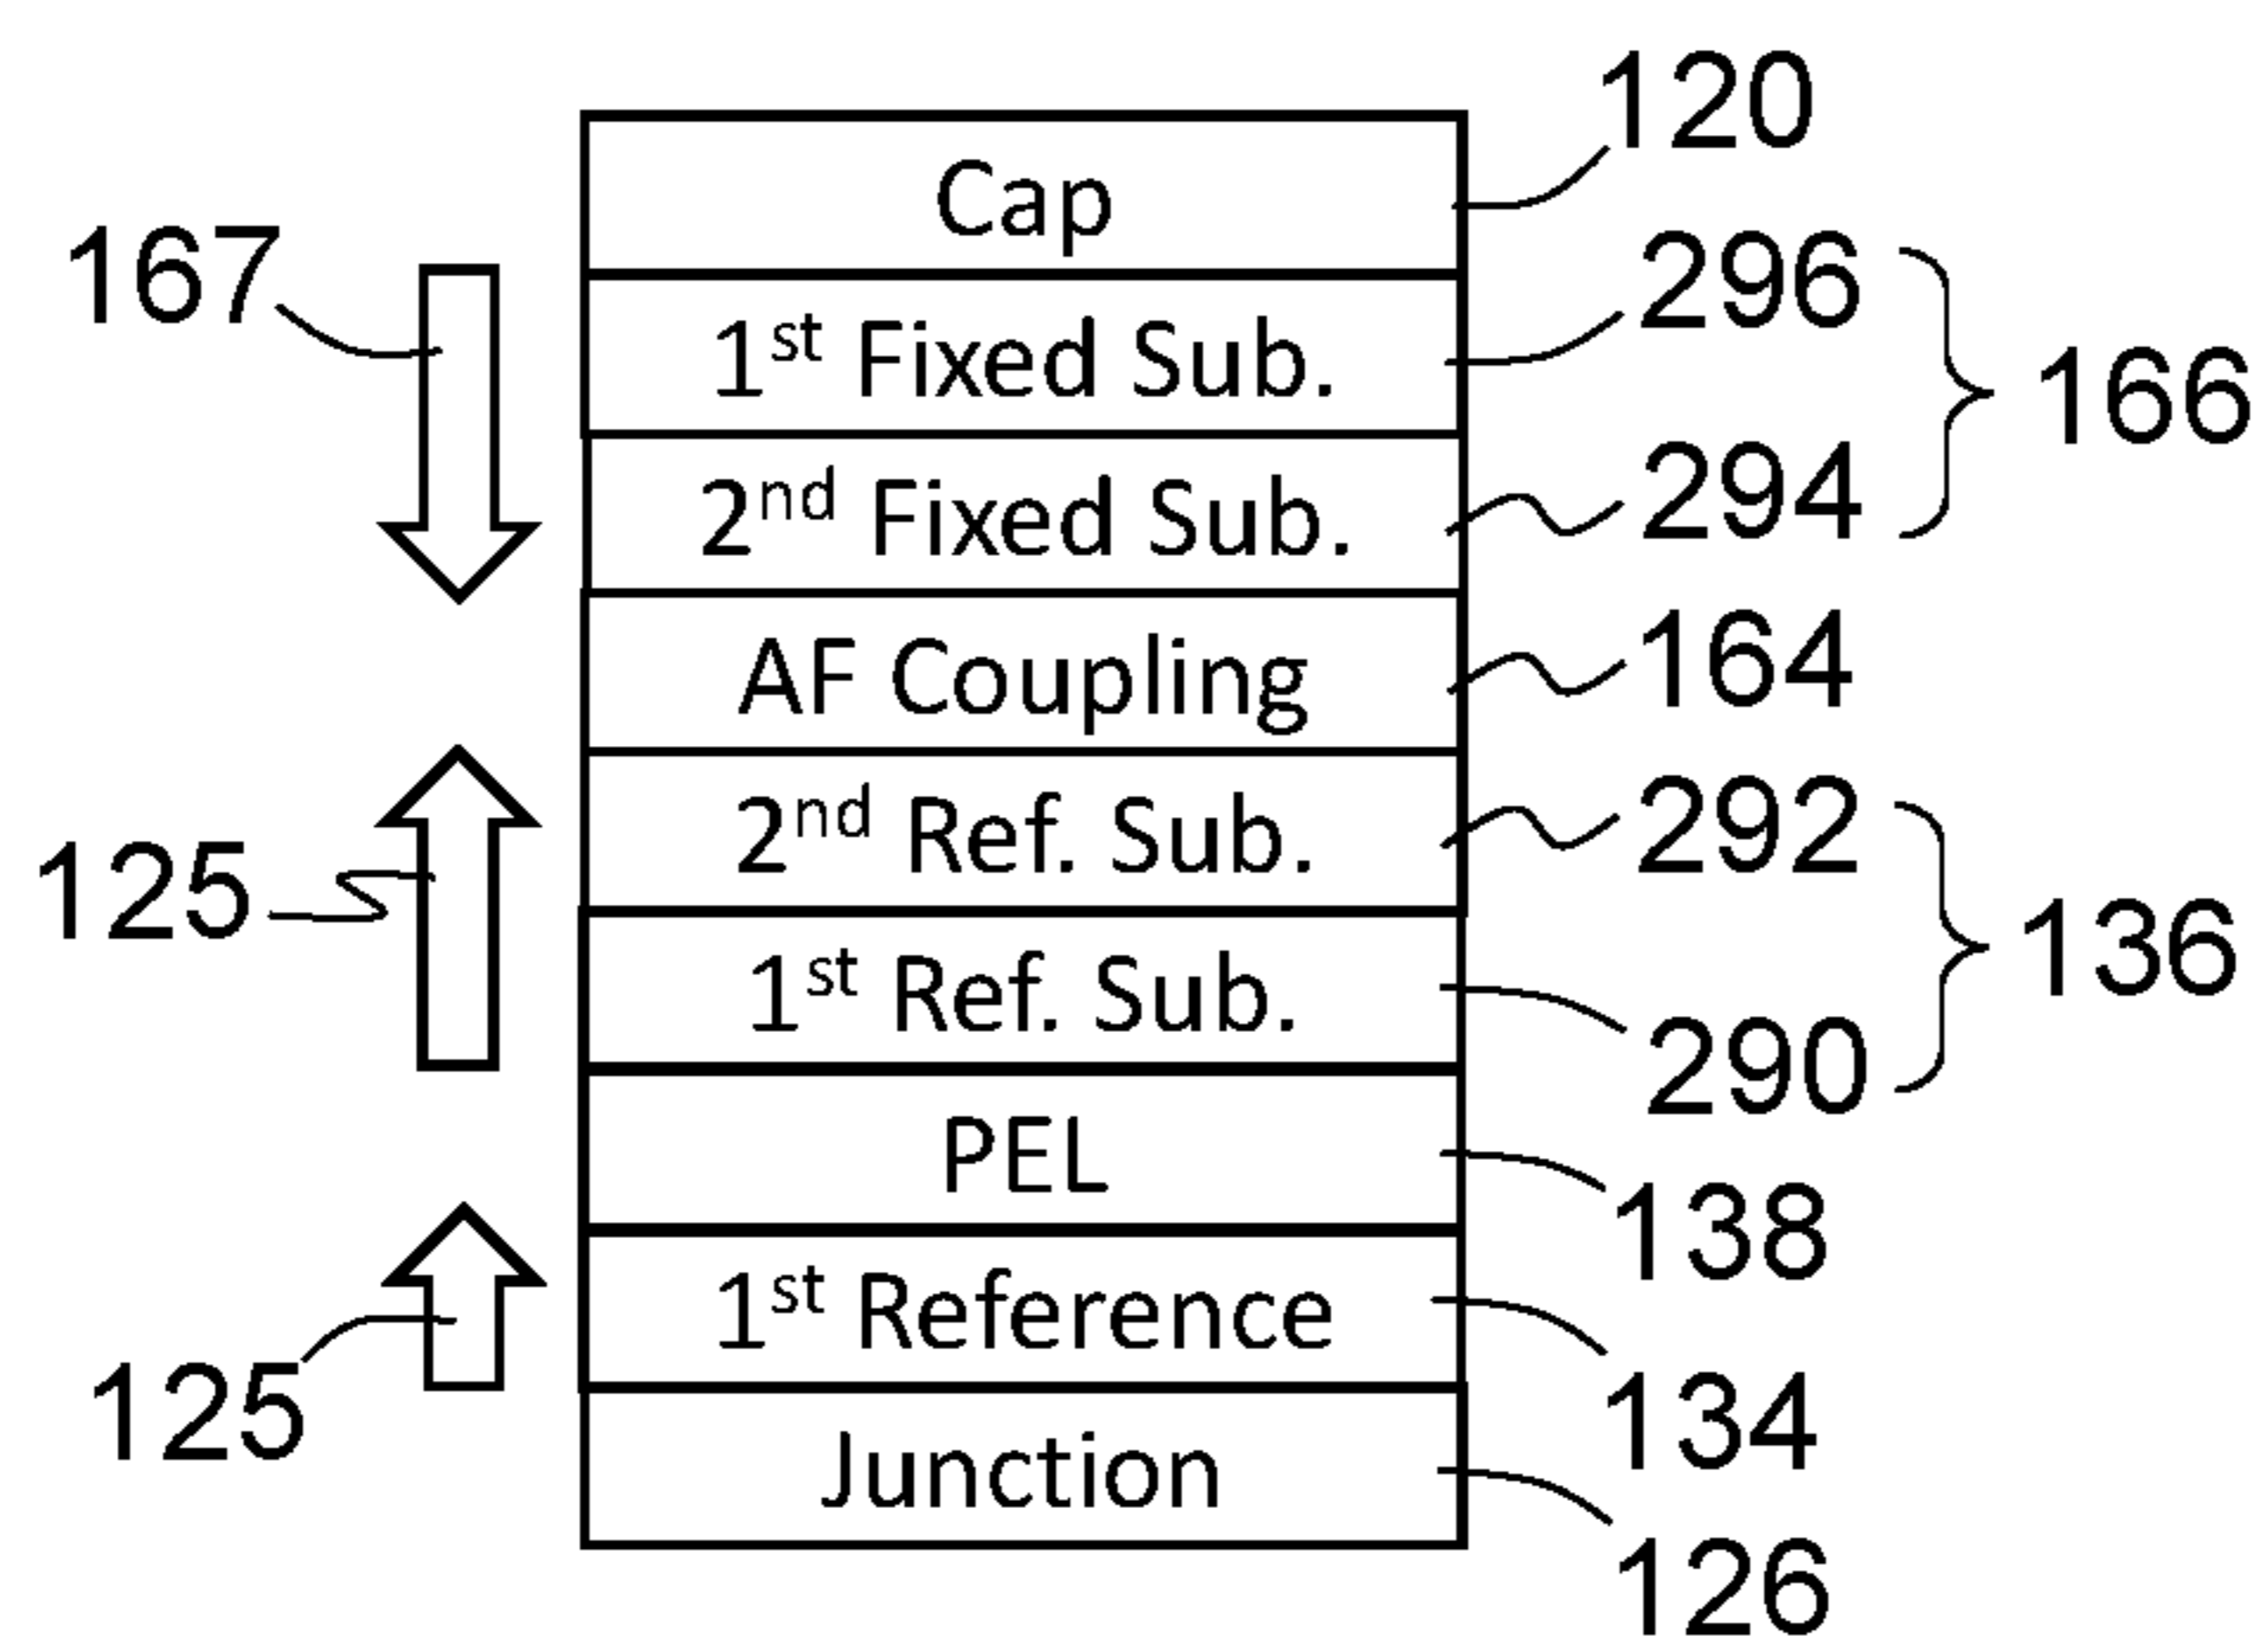 120
Cap
167
296
1st Fixed Sub.
166
2nd Fixed Sub.
294
AF Coupling
164
2nd Ref. Sub.
292
125
136
1st Ref. Sub.
290
PEL
138
1st Reference
125
134
Junction
126